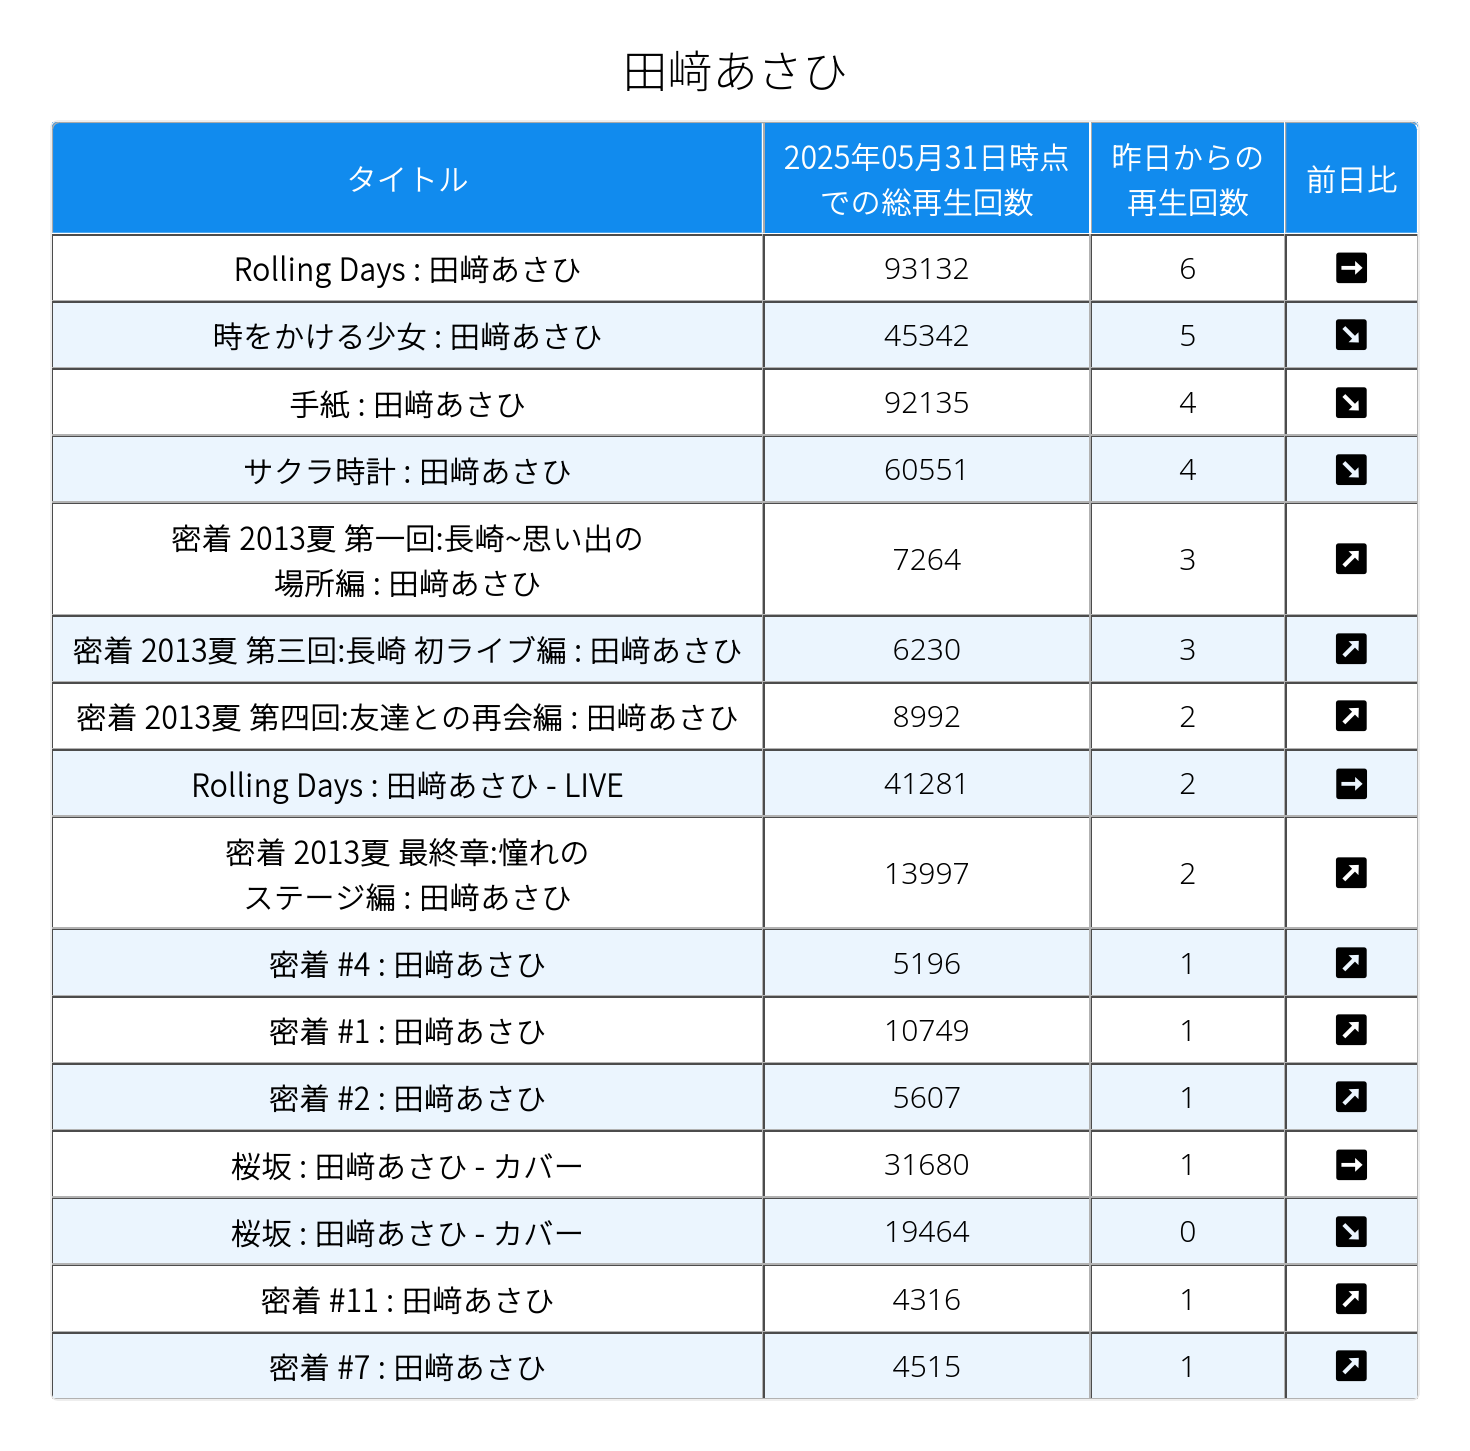 田﨑あさひ
タイトル
2025年05月31日時点
での総再生回数
昨日からの
再生回数
前日比
Rolling Days : 田﨑あさひ 93132 6 ➡
時をかける少女 : 田﨑あさひ 45342 5 ↘
手紙 : 田﨑あさひ 92135 4 ↘
サクラ時計 : 田﨑あさひ 60551 4 ↘
密着 2013夏 第一回:長崎~思い出の
場所編 : 田﨑あさひ 7264 3 ↗
密着 2013夏 第三回:長崎 初ライブ編 : 田﨑あさひ 6230 3 ↗
密着 2013夏 第四回:友達との再会編 : 田﨑あさひ 8992 2 ↗
Rolling Days : 田﨑あさひ - LIVE 41281 2 ➡
密着 2013夏 最終章:憧れの
ステージ編 : 田﨑あさひ 13997 2 ↗
密着 #4 : 田﨑あさひ 5196 1 ↗
密着 #1 : 田﨑あさひ 10749 1 ↗
密着 #2 : 田﨑あさひ 5607 1 ↗
桜坂 : 田﨑あさひ - カバー 31680 1 ➡
桜坂 : 田﨑あさひ - カバー 19464 0 ↘
密着 #11 : 田﨑あさひ 4316 1 ↗
密着 #7 : 田﨑あさひ 4515 1 ↗